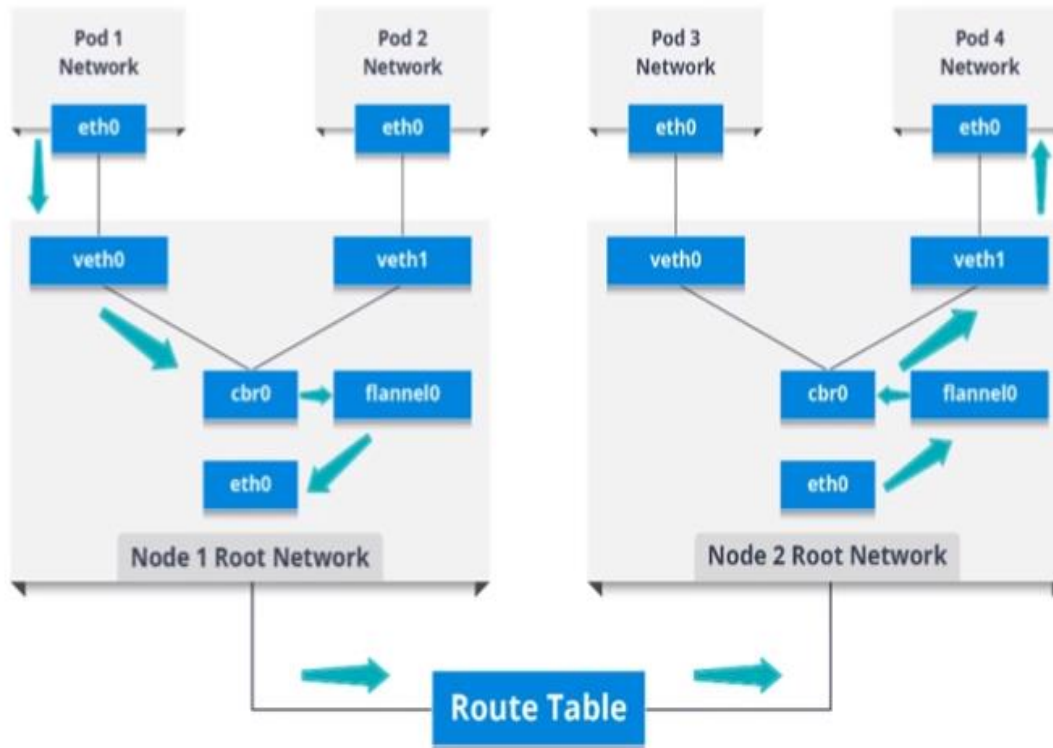 Pod 1
Network
Pod 2
Network
Pod 3
Network
Pod 4
Network
eth0
eth0
eth0
eth0
veth0
veth1
veth0
veth1
cbr0
flannel0
cbr0
flannel0
eth0
eth0
Node 1 Root Network
Node 2 Root Network
Route Table